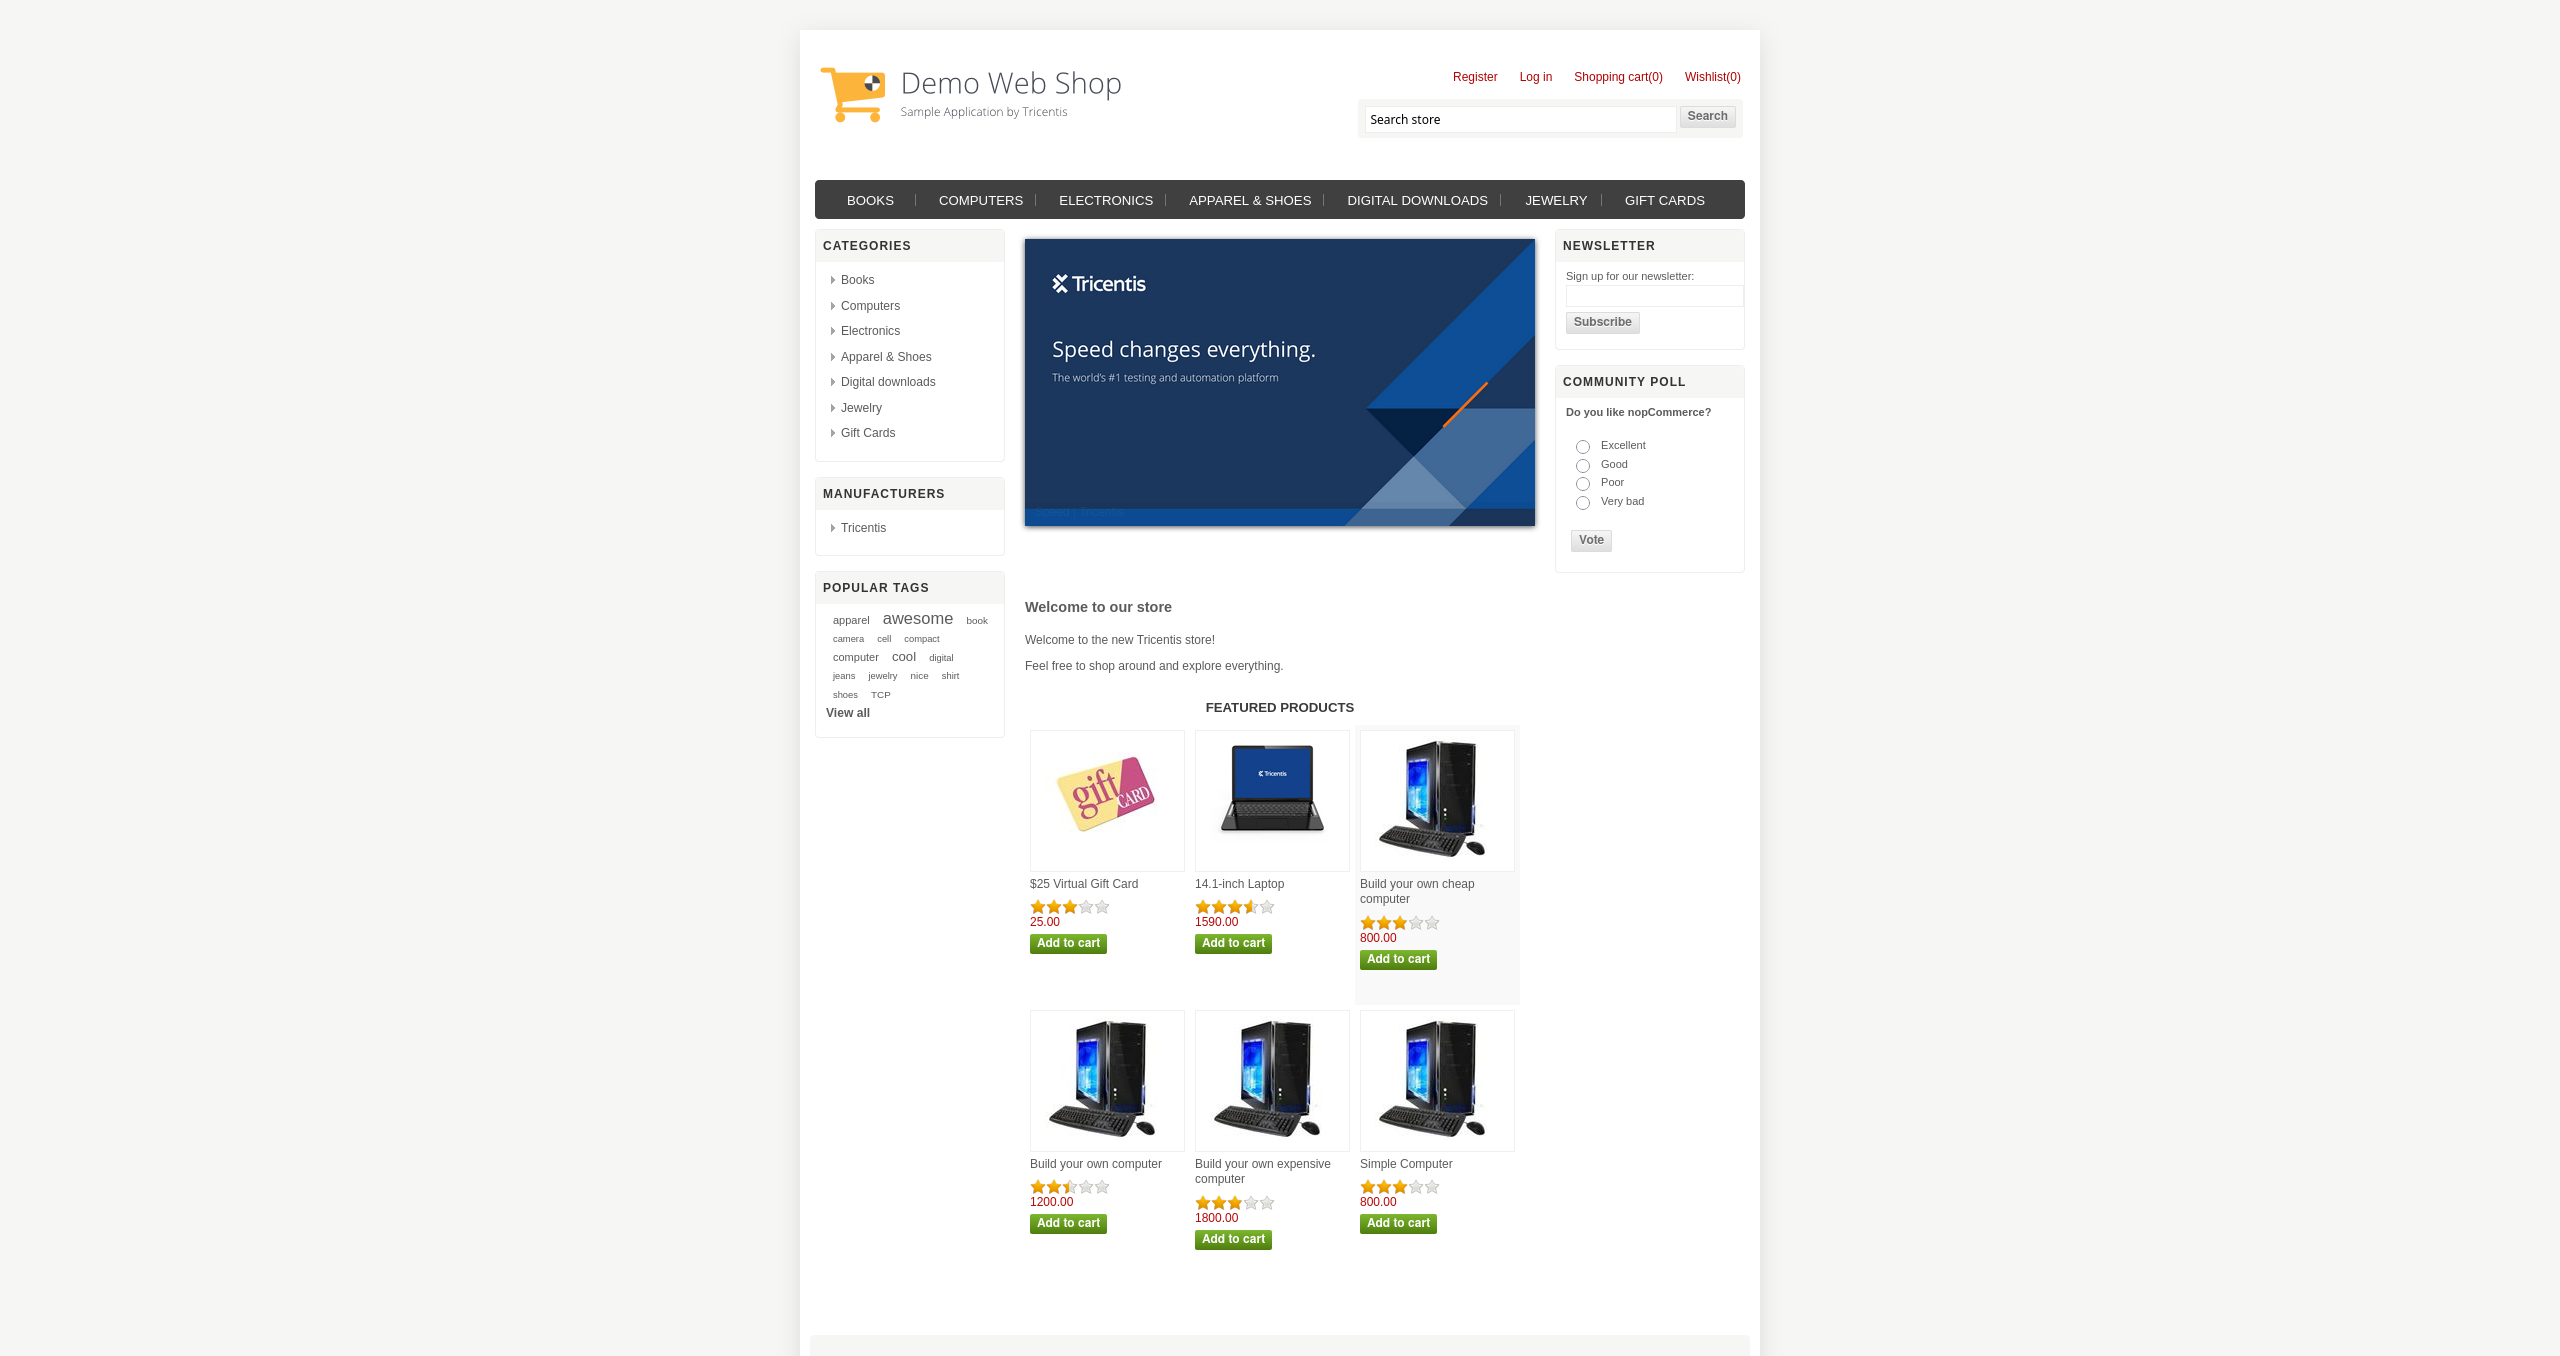 Demo Web Shop
Sample Application by Tricentis
Register Log in Shopping cart(0) Wishlist(0)
Search store Search
BOOKS COMPUTERS ELECTRONICS APPAREL & SHOES DIGITAL DOWNLOADS JEWELRY GIFT CARDS
CATEGORIES
Books
Computers
Electronics
Apparel & Shoes
Digital downloads
Jewelry
Gift Cards
MANUFACTURERS
Tricentis
POPULAR TAGS
apparel awesome book
camera cell compact
computer cool digital
jeans jewelry nice shirt
shoes TCP
View all
Tricentis
Speed changes everything.
The world's #1 testing and automation platform
Welcome to our store
Welcome to the new Tricentis store!
Feel free to shop around and explore everything.
FEATURED PRODUCTS
gift CARD
Tricentis
$25 Virtual Gift Card
25.00
Add to cart
14.1-inch Laptop
1590.00
Add to cart
Build your own cheap
computer
800.00
Add to cart
Build your own computer
1200.00
Add to cart
Build your own expensive
computer
1800.00
Add to cart
Simple Computer
800.00
Add to cart
NEWSLETTER
Sign up for our newsletter:
Subscribe
COMMUNITY POLL
Do you like nopCommerce?
Excellent
Good
Poor
Very bad
Vote